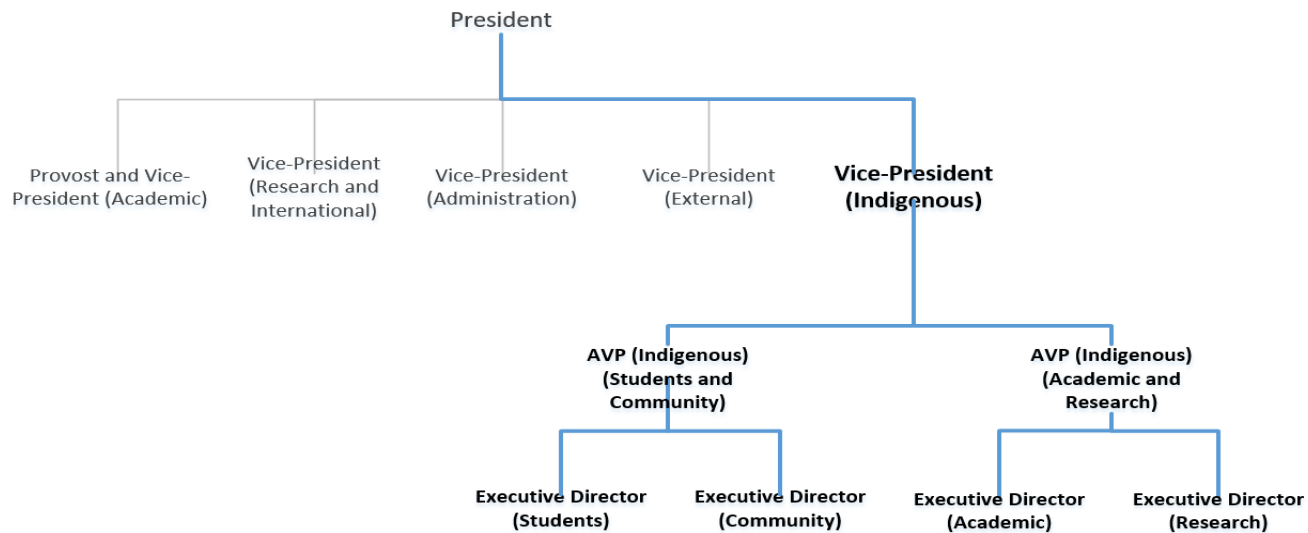 President
Provost and Vice-
President (Academic)
Vice-President
(Research and
International)
Vice-President
(Administration)
Vice-President
(External)
Vice-President
(Indigenous)
AVP (Indigenous)
(Students and
Community)
AVP (Indigenous)
(Academic and
Research)
Executive Director
(Students)
Executive Director
(Community)
Executive Director
(Academic)
Executive Director
(Research)